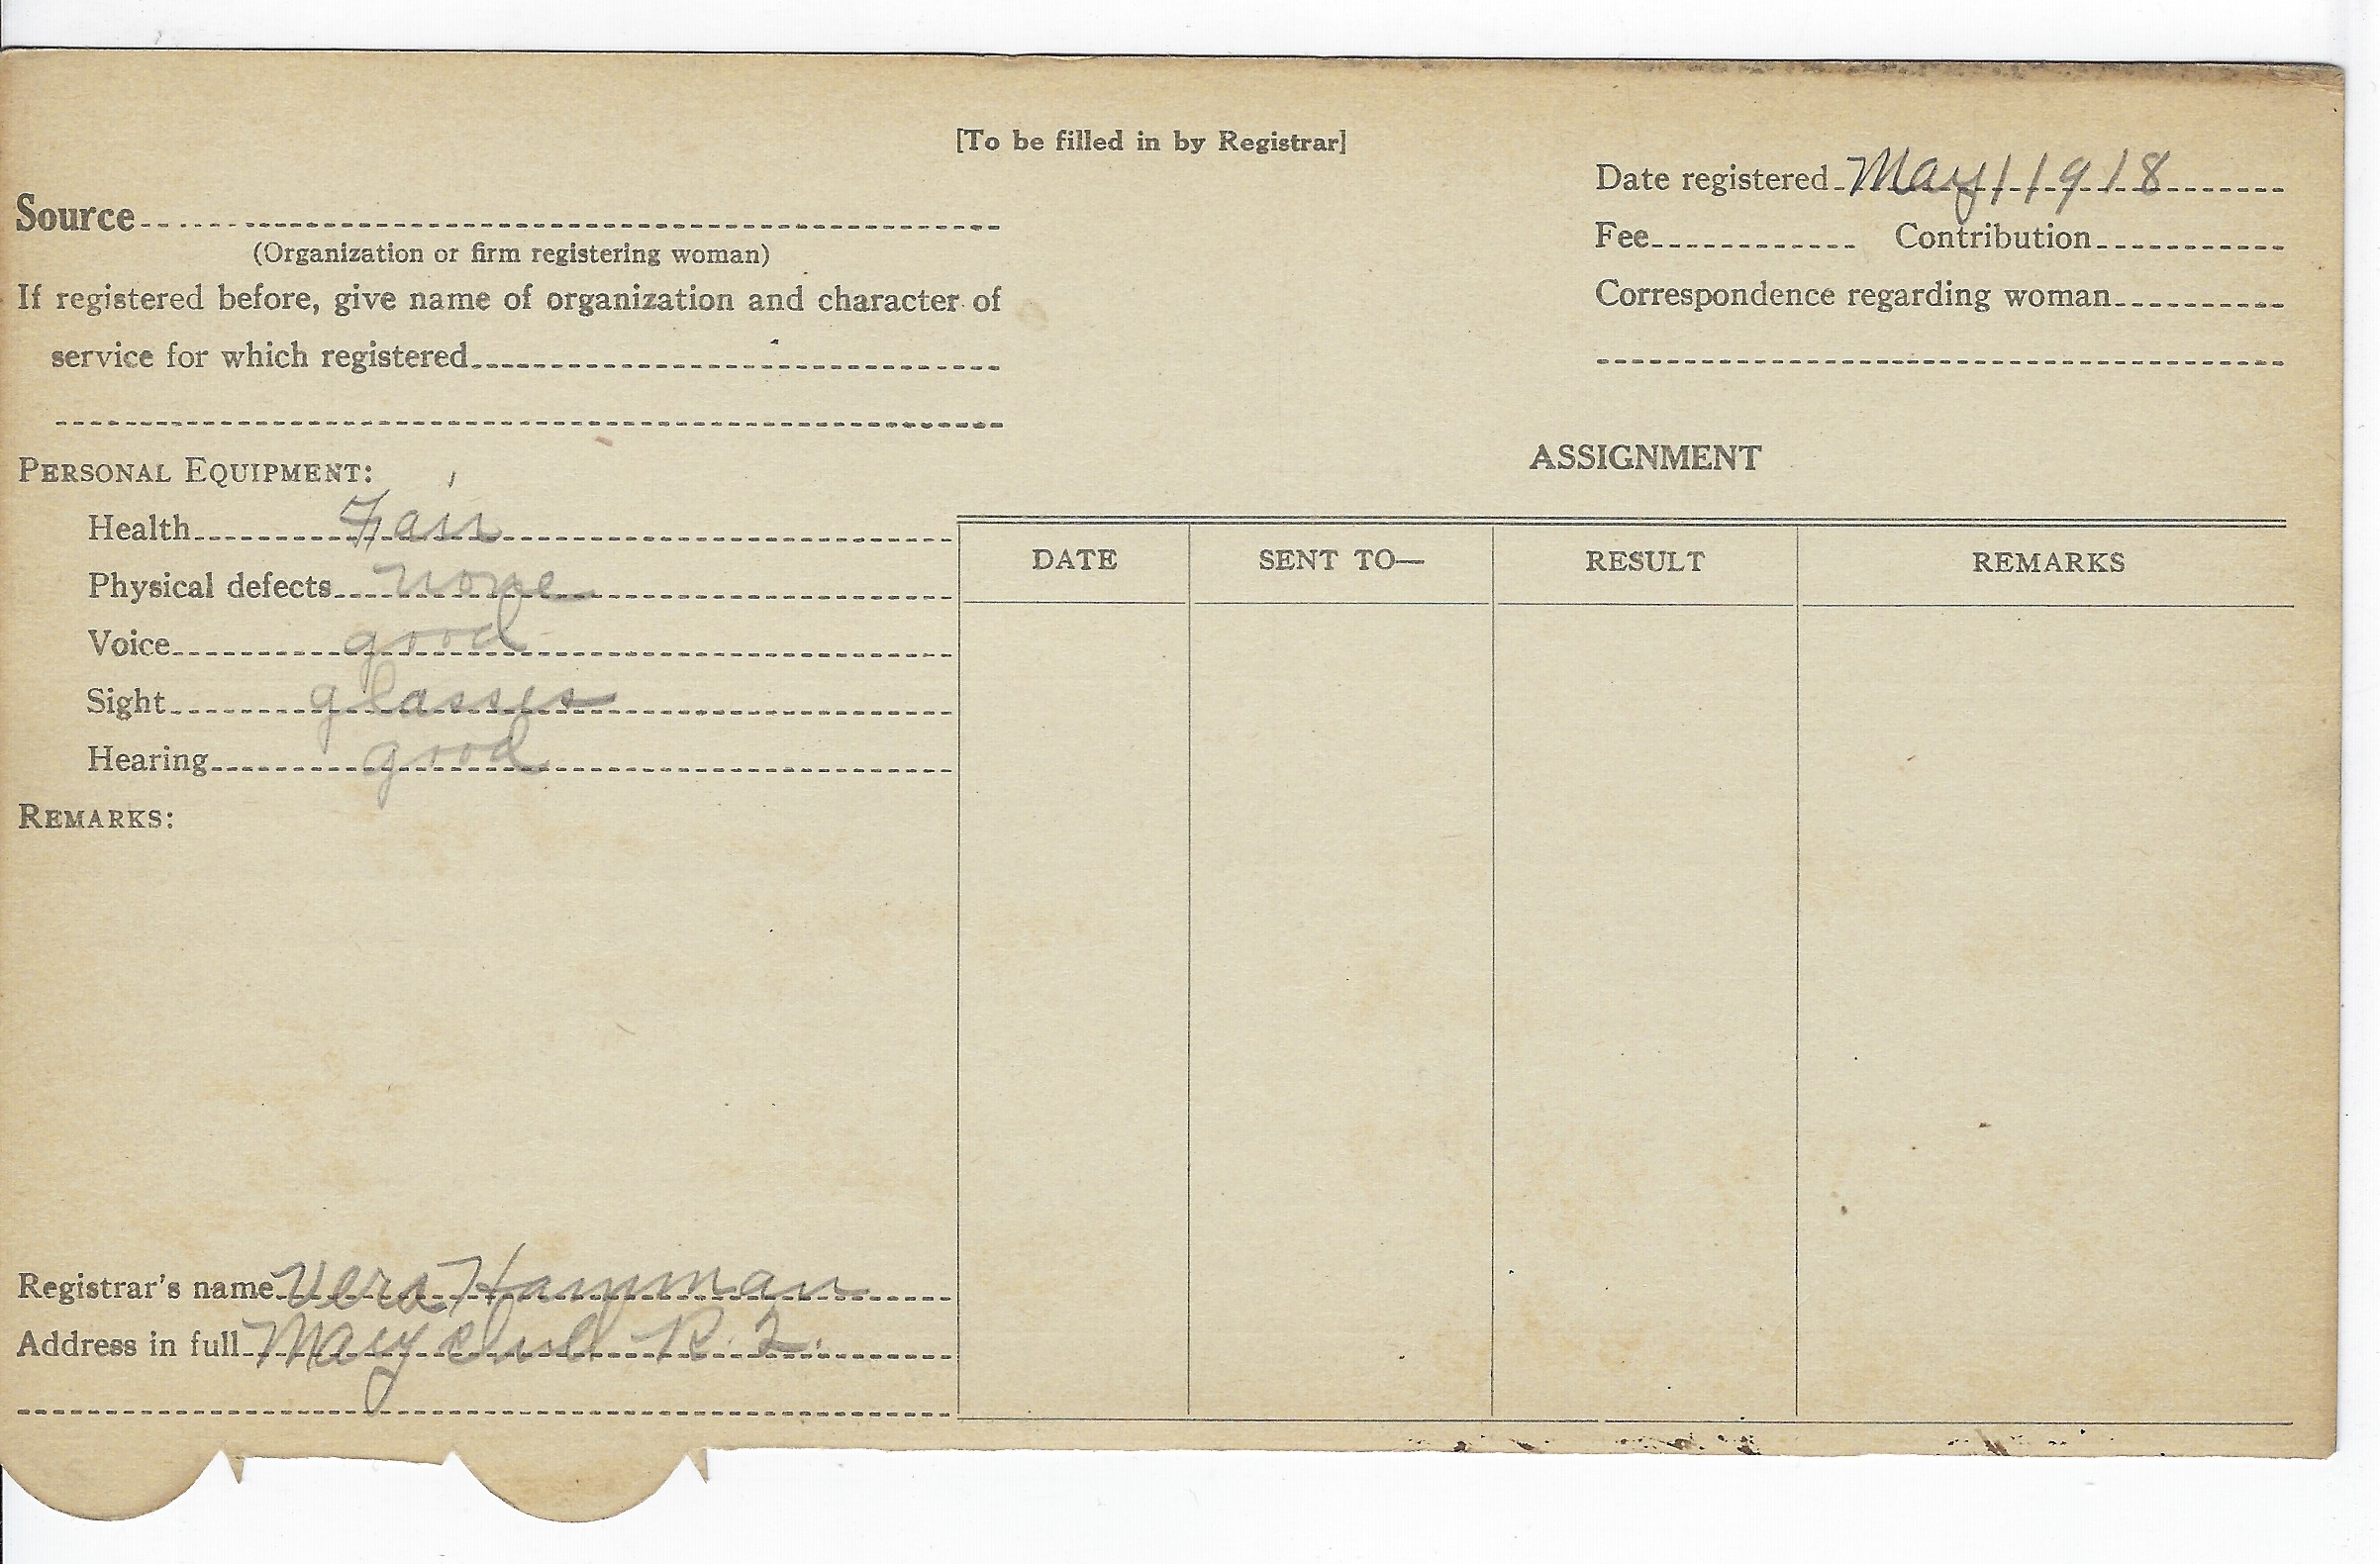 [To be filled in by Registrar]
Date registered May 1 1918
Source
(Organization or firm registering woman)
Fee Contribution
If registered before, give name of organization and character of
service for which registered
Correspondence regarding woman
PERSONAL EQUIPMENT:
Health Fair
Physical defects none
Voice good
Sight glasses
Hearing good
REMARKS:
ASSIGNMENT
DATE SENT TO— RESULT REMARKS
Registrar's name Vera Hamman
Address in full R. 2.